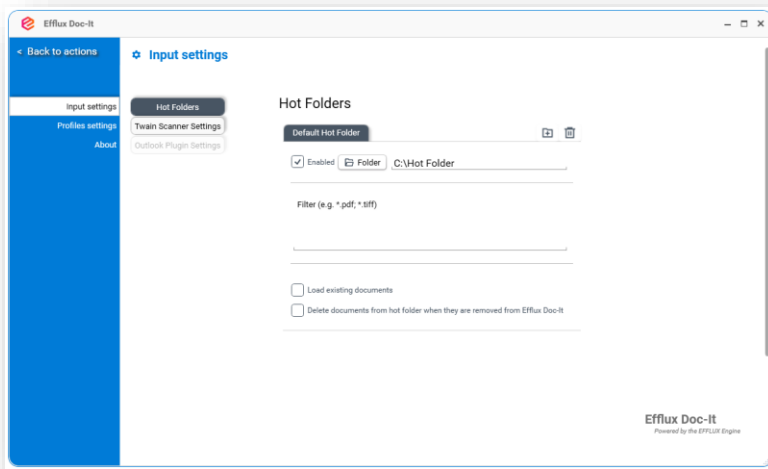 Efflux Doc-It
< Back to actions
Input settings
Input settings
Profiles settings
About
Hot Folders
Twain Scanner Settings
Outlook Plugin Settings
Hot Folders
Default Hot Folder
Enabled Folder C:\Hot Folder
Filter (e.g. *.pdf; *.tiff)
Load existing documents
Delete documents from hot folder when they are removed from Efflux Doc-It
Efflux Doc-It
Powered by the EFFLUX Engine